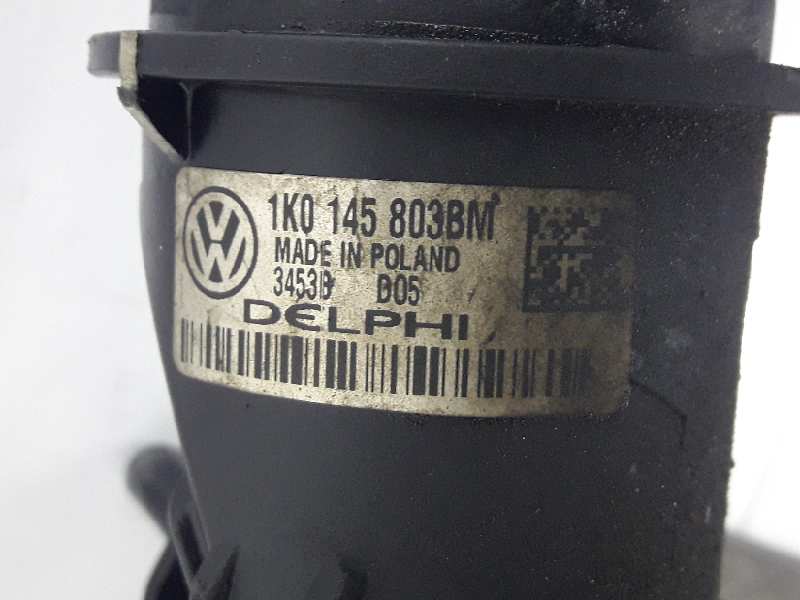 1K0 145 803BM
MADE IN POLAND
3453B D05
DELPHI